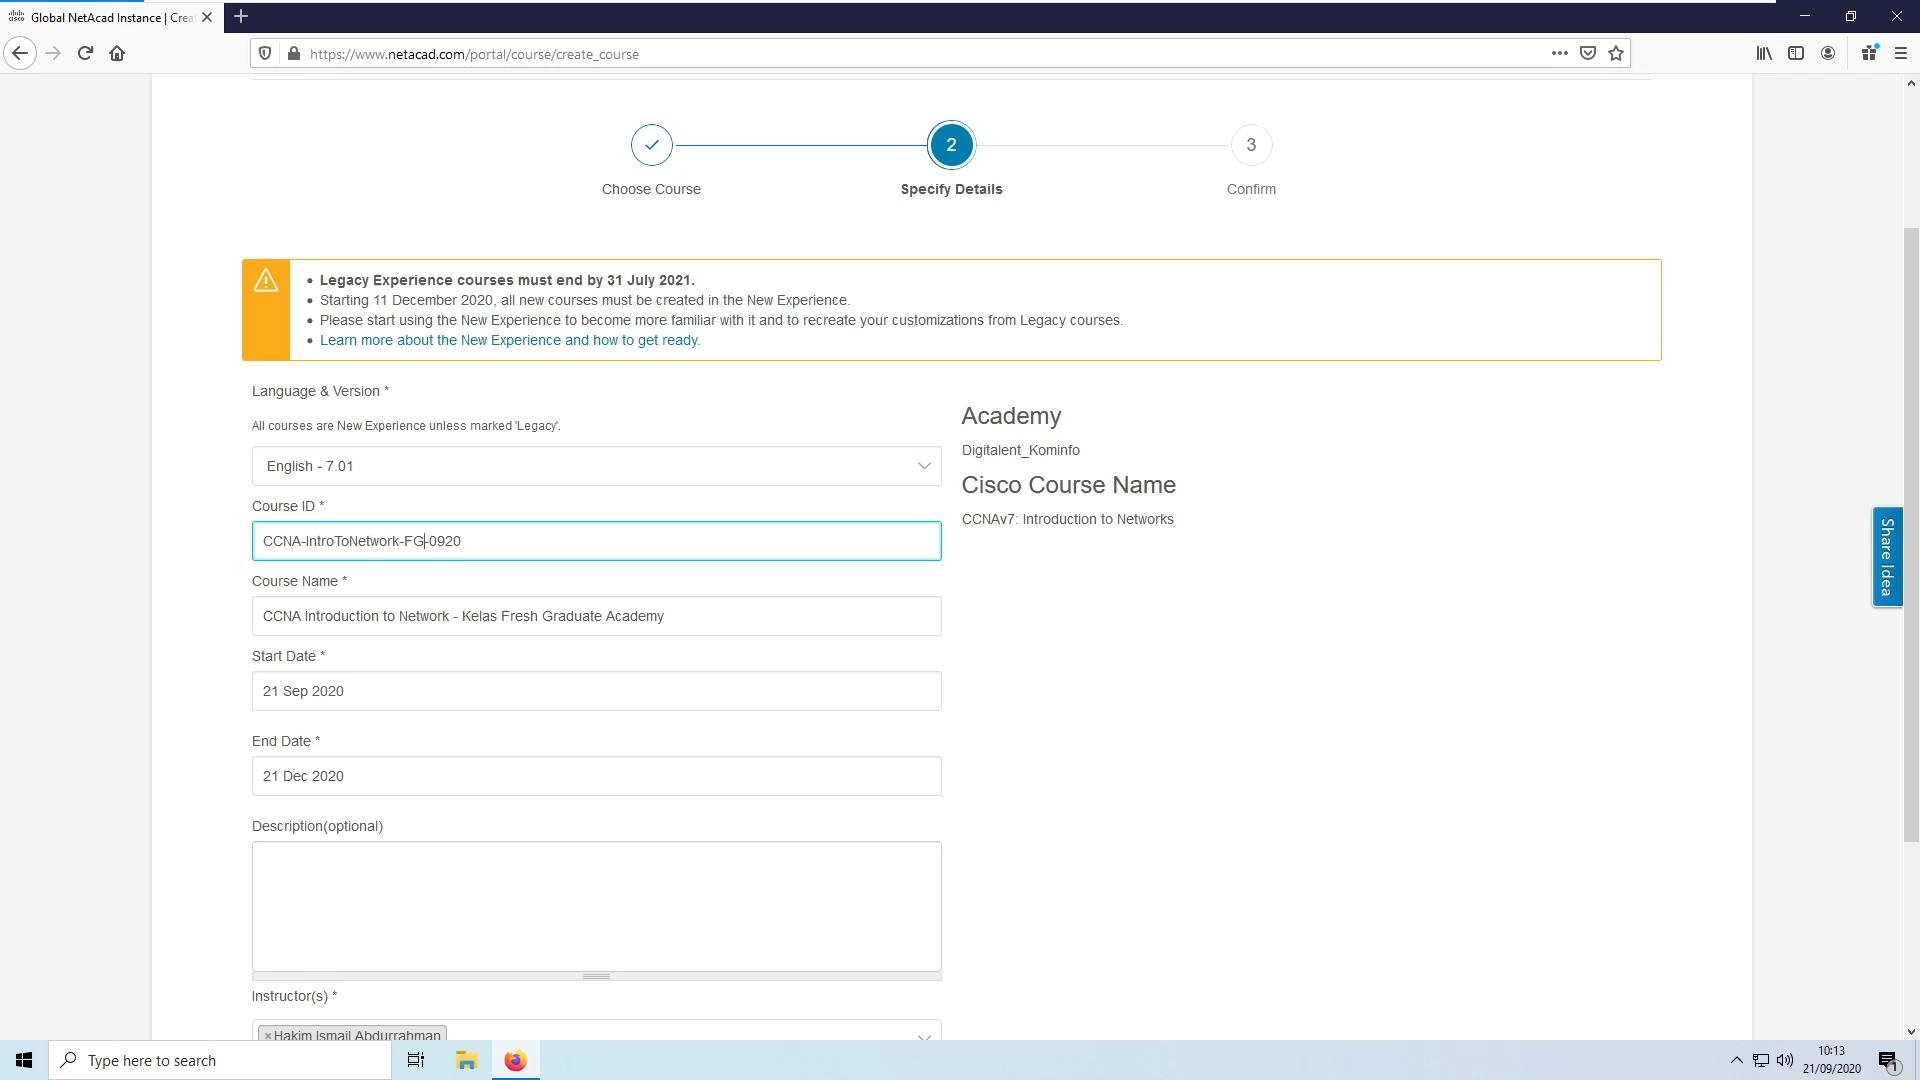 Global NetAcad Instance | Crea
https://www.netacad.com/portal/course/create_course
2
3
Choose Course
Specify Details
Confirm
Legacy Experience courses must end by 31 July 2021.
Starting 11 December 2020, all new courses must be created in the New Experience.
Please start using the New Experience to become more familiar with it and to recreate your customizations from Legacy courses.
Learn more about the New Experience and how to get ready.
Language & Version *
All courses are New Experience unless marked 'Legacy'.
English - 7.01
Course ID *
CCNA-IntroToNetwork-FG-0920
Course Name *
CCNA Introduction to Network - Kelas Fresh Graduate Academy
Start Date *
21 Sep 2020
End Date *
21 Dec 2020
Description(optional)
Instructor(s) *
×Hakim Ismail Abdurrahman
Academy
Digitalent_Kominfo
Cisco Course Name
CCNAv7: Introduction to Networks
Share Idea
Type here to search
10:13
21/09/2020
1